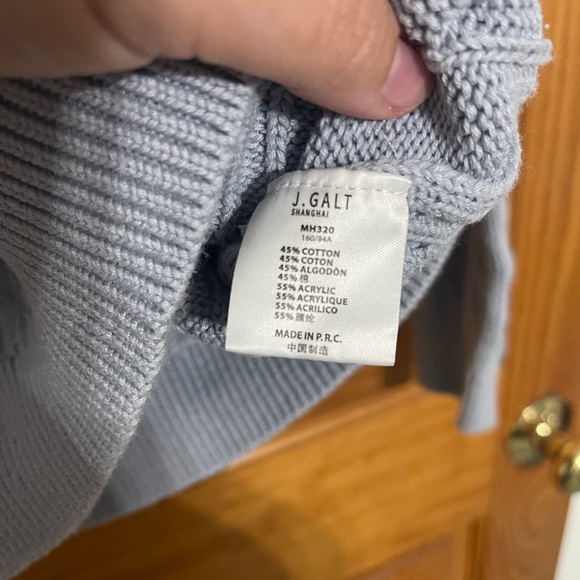 J.GALT
SHANGHAI
MH320
160/84A
45% COTTON
45% COTON
45% ALGODÓN
45% 棉
55% ACRYLIC
55% ACRYLIQUE
55% ACRILICO
55% 腈纶
MADE IN P.R.C.
中国制造